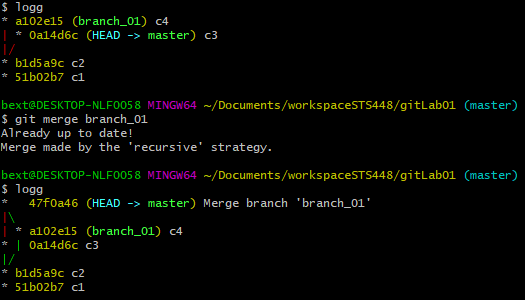 $ logg
* a102e15 (branch_01) c4
| * 0a14d6c (HEAD -> master) c3
|/
* b1d5a9c c2
* 51b02b7 c1
bext@DESKTOP-NLFOO58 MINGW64 ~/Documents/workspaceSTS448/gitLab01 (master)
$ git merge branch_01
Already up to date!
Merge made by the 'recursive' strategy.
bext@DESKTOP-NLFOO58 MINGW64 ~/Documents/workspaceSTS448/gitLab01 (master)
$ logg
*   47f0a46 (HEAD -> master) Merge branch 'branch_01'
|\
| * a102e15 (branch_01) c4
* | 0a14d6c c3
|/
* b1d5a9c c2
* 51b02b7 c1